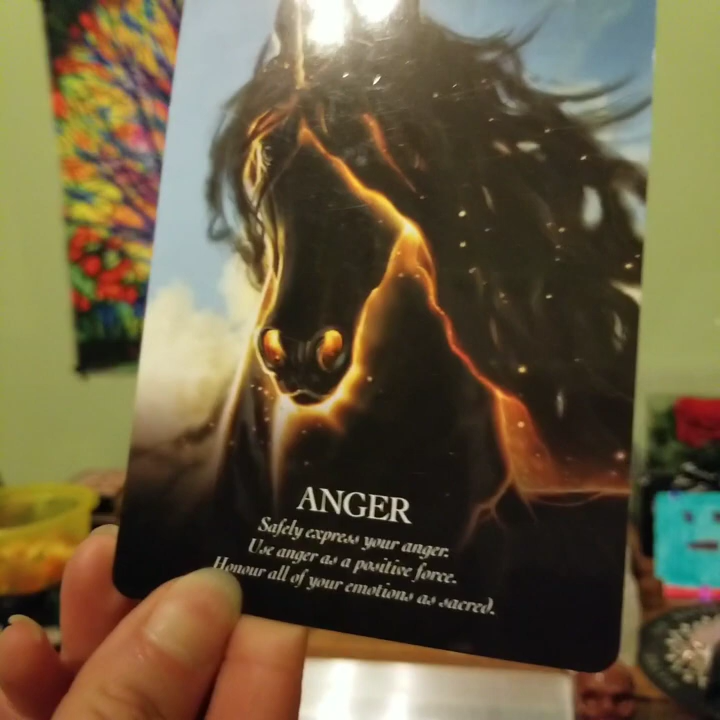 ANGER
Safely express your anger.
Use anger as a positive force.
Honour all of your emotions as sacred.